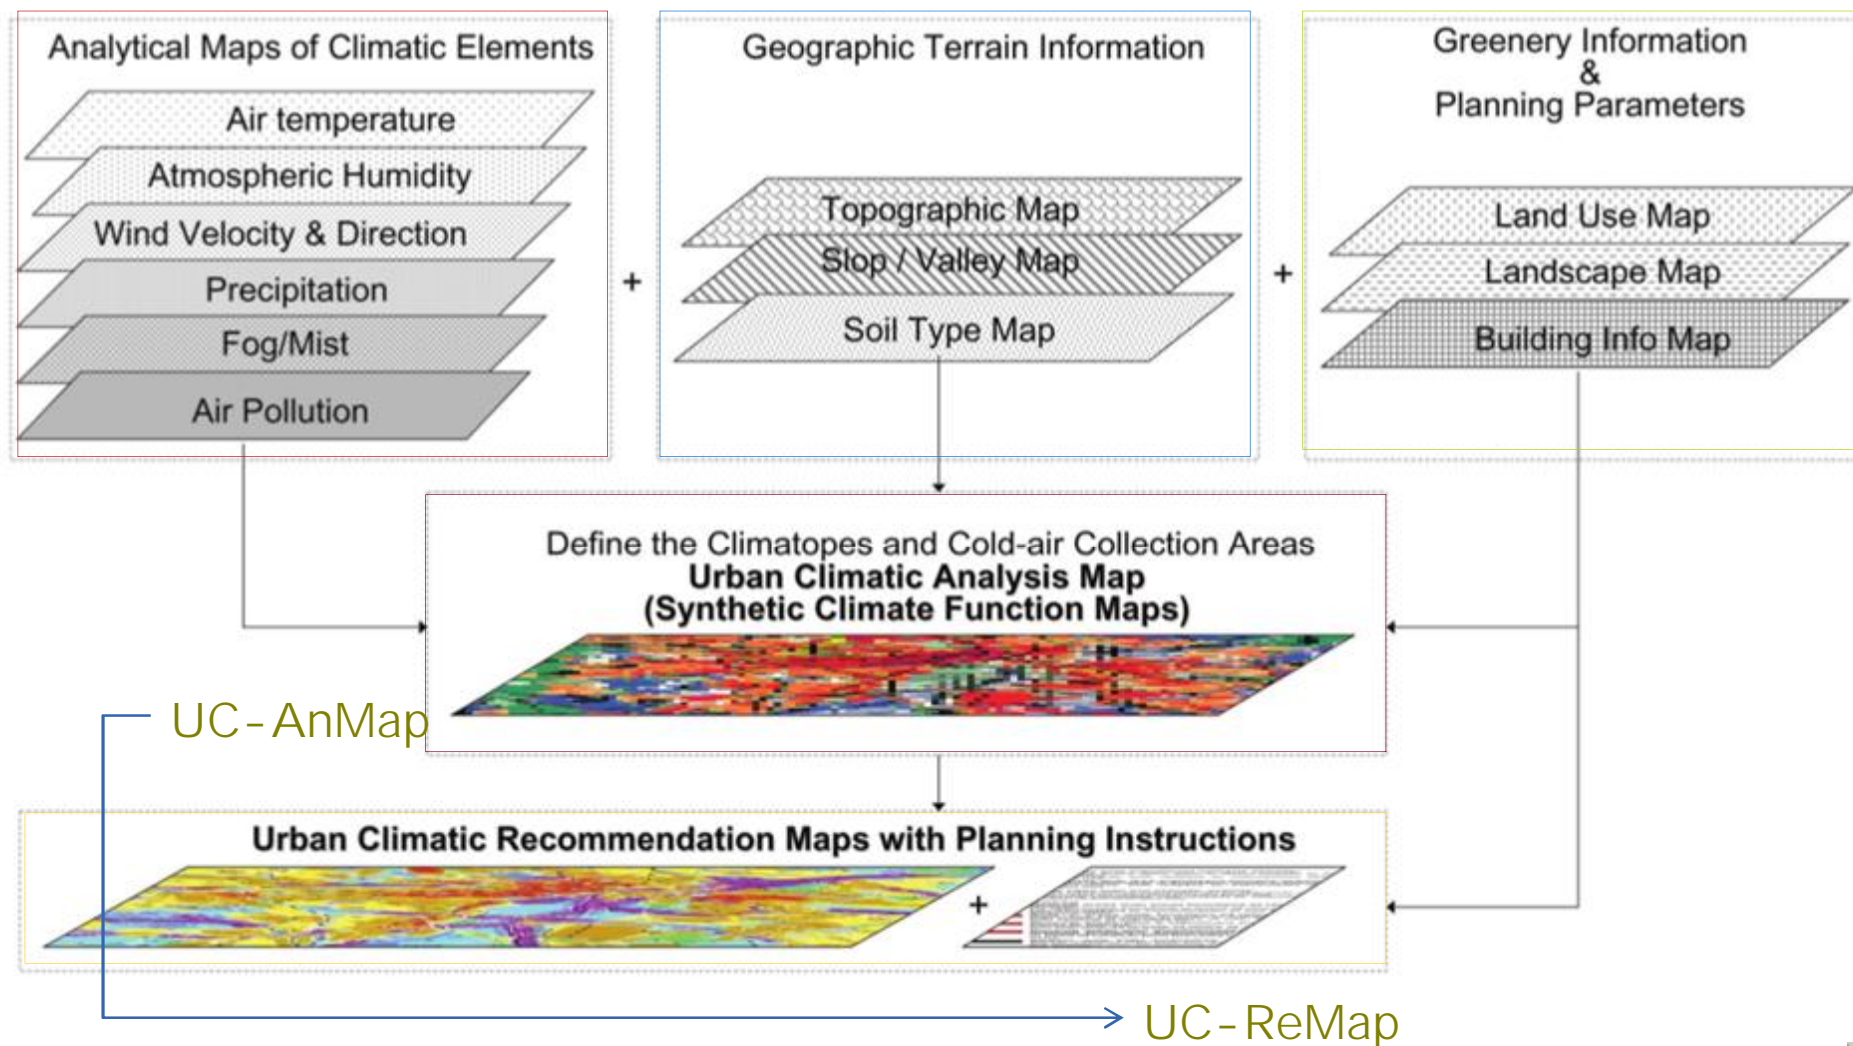 Analytical Maps of Climatic Elements
Air temperature
Atmospheric Humidity
Wind Velocity & Direction
Precipitation
Fog/Mist
Air Pollution
+
Geographic Terrain Information
Topographic Map
Slop / Valley Map
Soil Type Map
+
Greenery Information
&
Planning Parameters
Land Use Map
Landscape Map
Building Info Map
Define the Climatopes and Cold-air Collection Areas
Urban Climatic Analysis Map
(Synthetic Climate Function Maps)
UC-AnMap
Urban Climatic Recommendation Maps with Planning Instructions
+
UC-ReMap